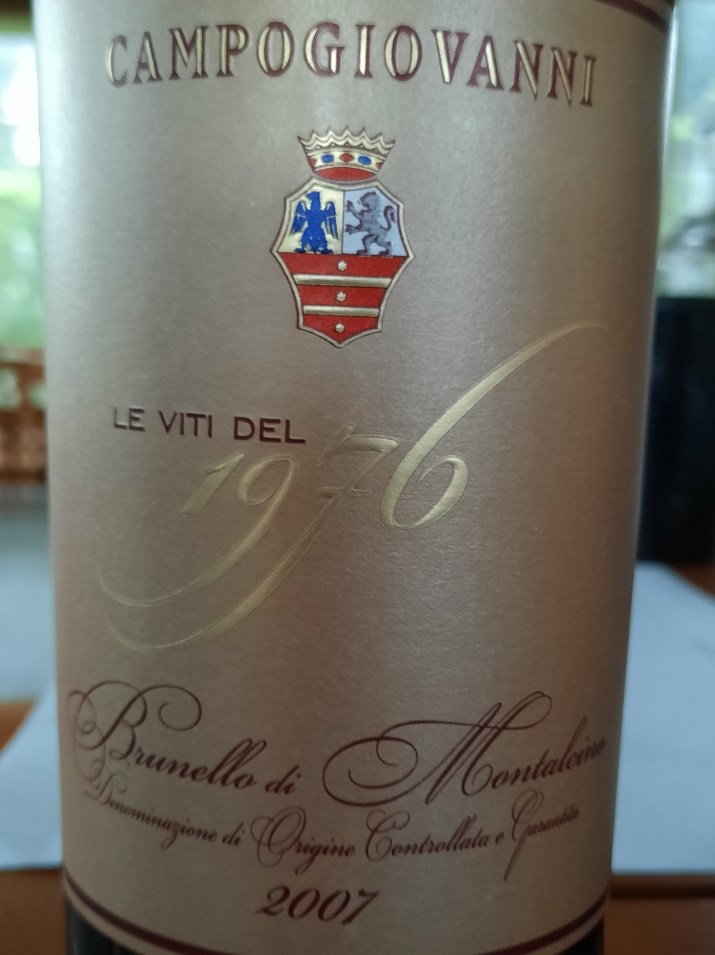 CAMPOGIOVANNI
LE VITI DEL
1976
Brunello di Montalcino
Denominazione di Origine Controllata e Garantita
2007